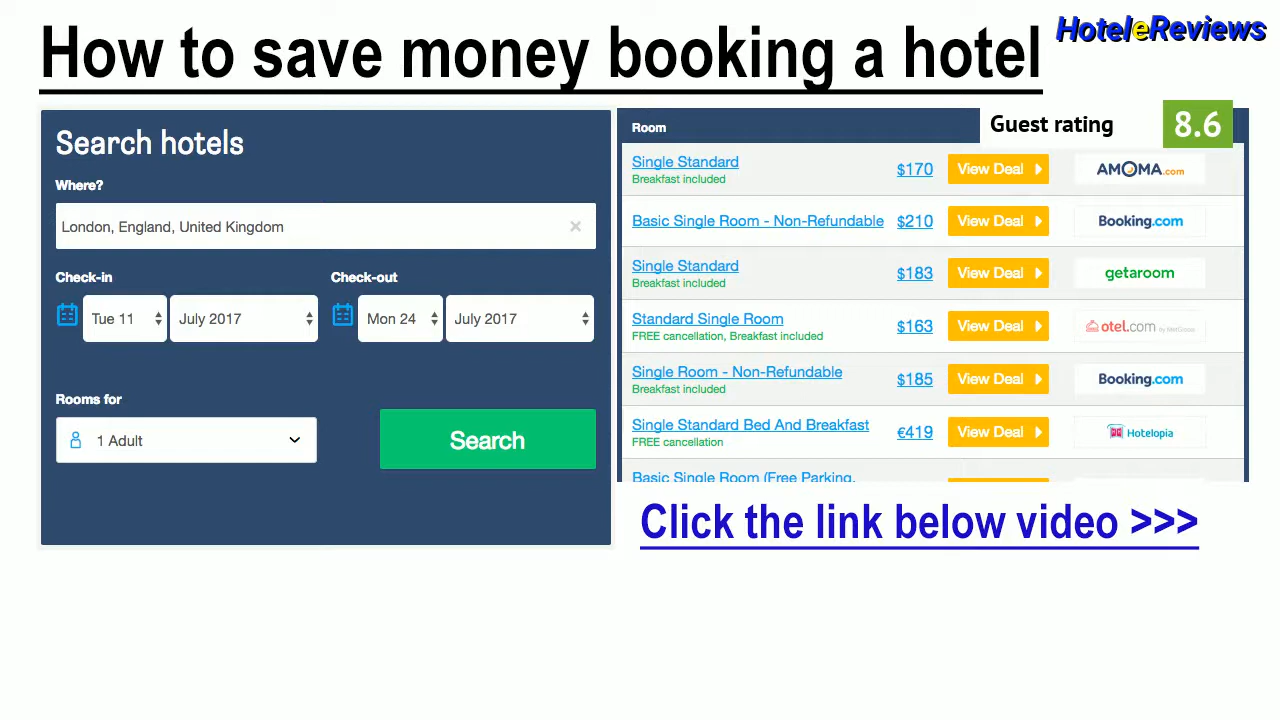 How to save money booking a hotel
HoteleReviews
Search hotels
Where?
London, England, United Kingdom
Check-in
Check-out
Tue 11
July 2017
Mon 24
July 2017
Rooms for
1 Adult
Search
Room
Guest rating
8.6
Single Standard
$170
View Deal
AMOMA.com
Breakfast included
Basic Single Room - Non-Refundable
$210
View Deal
Booking.com
Single Standard
$183
View Deal
getaroom
Breakfast included
Standard Single Room
$163
View Deal
otel.com
FREE cancellation, Breakfast included
Single Room - Non-Refundable
$185
View Deal
Booking.com
Breakfast included
Single Standard Bed And Breakfast
€419
View Deal
Hotelopia
FREE cancellation
Basic Single Room (Free Parking,
Click the link below video >>>